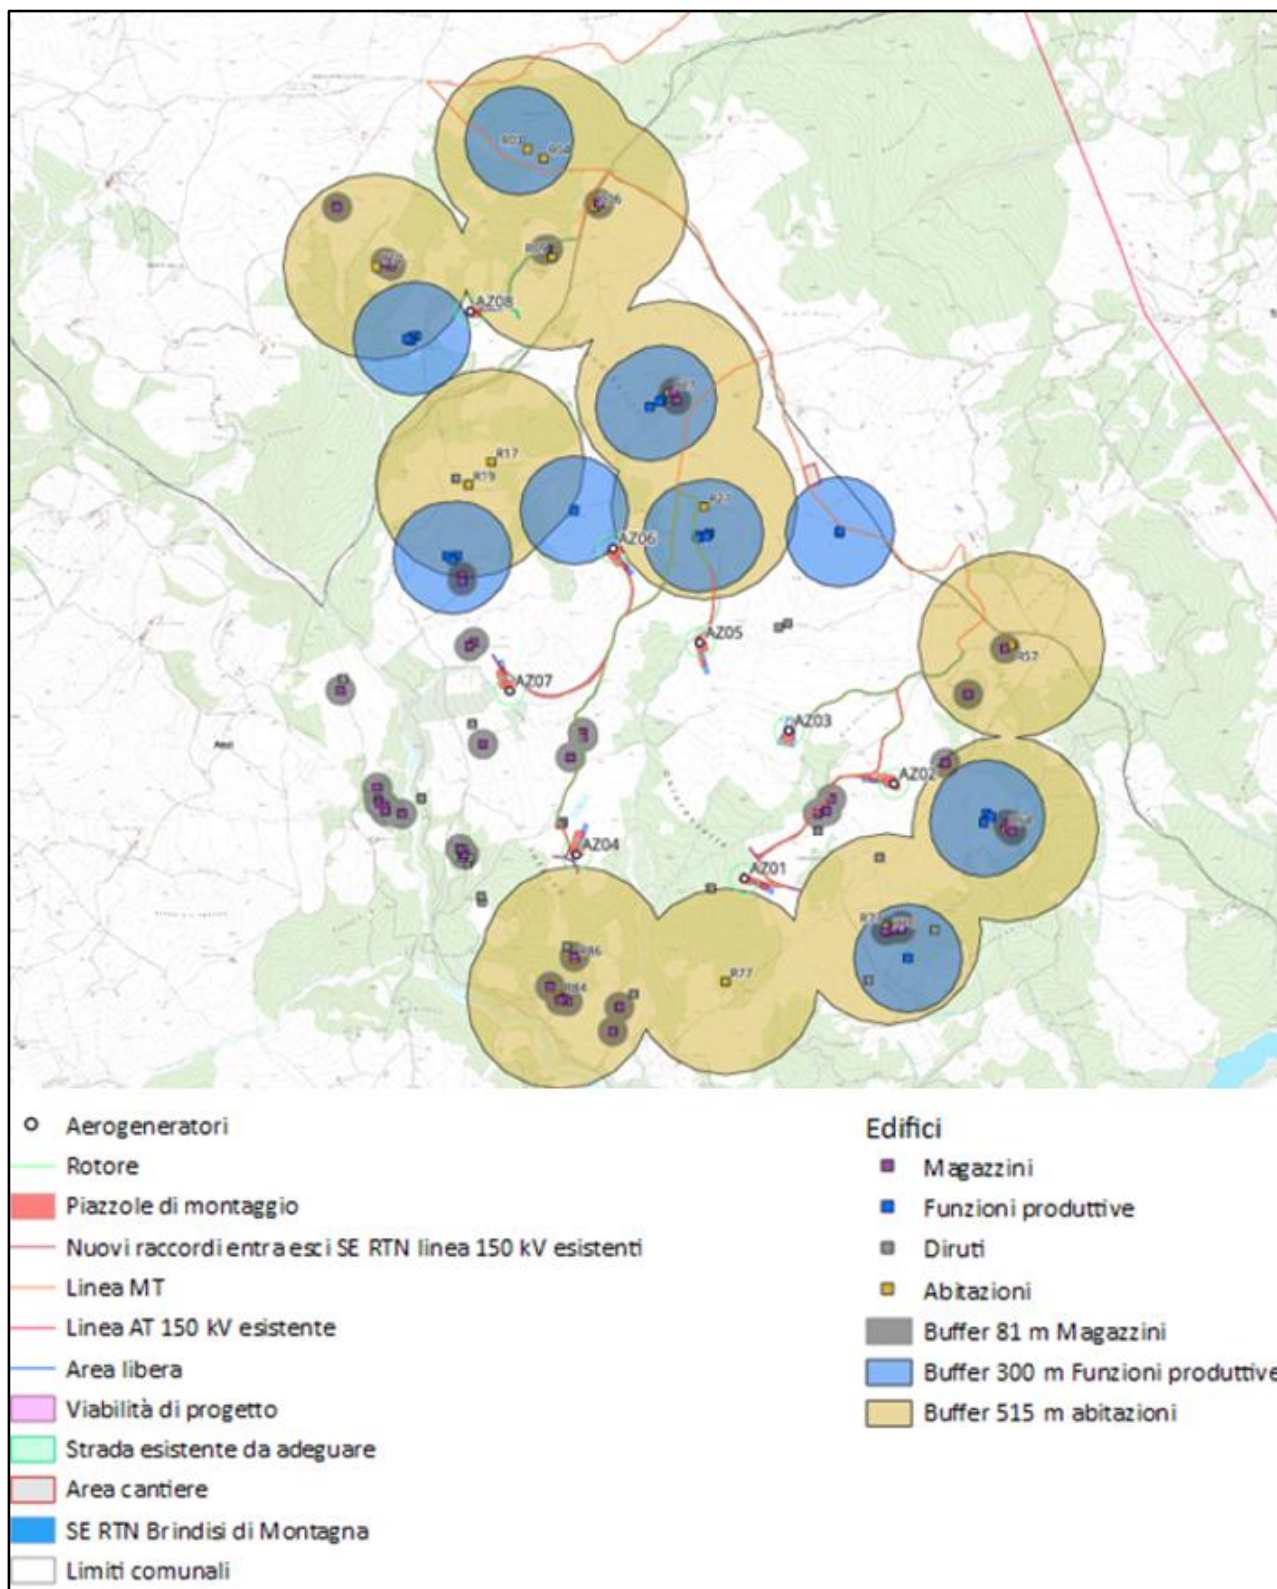 AZ08
R17
R19
AZ06
AZ05
AZ07
AZ03
R57
AZ02
AZ04
AZ01
R86
R77
R84
Aerogeneratori
Rotore
Piazzole di montaggio
Nuovi raccordi entra esci SE RTN linea 150 kV esistenti
Linea MT
Linea AT 150 kV esistente
Area libera
Viabilità di progetto
Strada esistente da adeguare
Area cantiere
SE RTN Brindisi di Montagna
Limiti comunali
Edifici
Magazzini
Funzioni produttive
Diruti
Abitazioni
Buffer 81 m Magazzini
Buffer 300 m Funzioni produttive
Buffer 515 m abitazioni